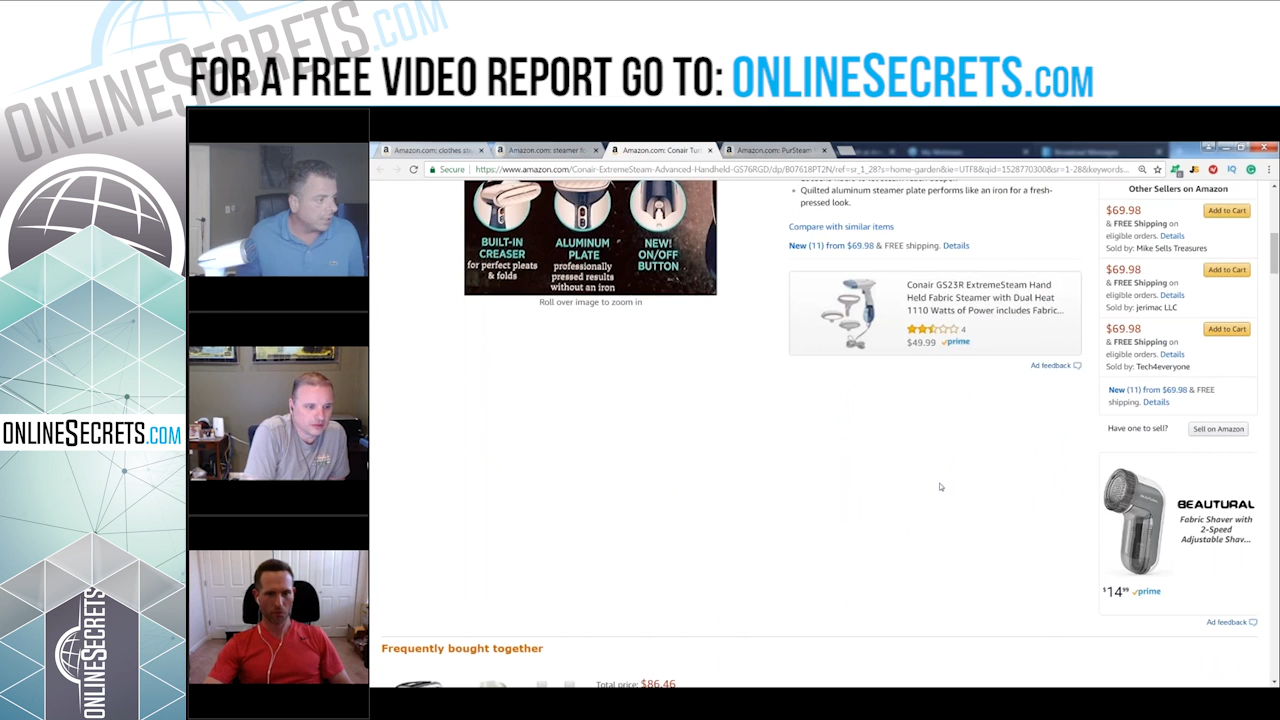 ONLINESECRETS.COM
FOR A FREE VIDEO REPORT GO TO: ONLINESECRETS.COM
ONLINESECRETS.COM
ONLINESECRETS
Amazon.com: clothes ste
Amazon.com: steamer fo
Amazon.com: Conair Tur
Amazon.com: PurSteam
Secure
https://www.amazon.com/Conair-ExtremeSteam-Advanced-Handheld-GS76RGD/dp/B07618PT2N/ref=sr_1_28?s=home-garden&ie=UTF8&qid=1528770300&sr=1-28&keywords...
BUILT-IN
CREASER
for perfect pleats
& folds
ALUMINUM
PLATE
professionally
pressed results
without an iron
NEW!
ON/OFF
BUTTON
Roll over image to zoom in
Quilted aluminum steamer plate performs like an iron for a fresh-
pressed look.
Compare with similar items
New (11) from $69.98 & FREE shipping. Details
Conair GS23R ExtremeSteam Hand
Held Fabric Steamer with Dual Heat
1110 Watts of Power includes Fabric...
4
$49.99 prime
Ad feedback
Other Sellers on Amazon
$69.98
Add to Cart
& FREE Shipping on
eligible orders. Details
Sold by: Mike Sells Treasures
$69.98
Add to Cart
& FREE Shipping on
eligible orders. Details
Sold by: jerimac LLC
$69.98
Add to Cart
& FREE Shipping on
eligible orders. Details
Sold by: Tech4everyone
New (11) from $69.98 & FREE
shipping. Details
Have one to sell?
Sell on Amazon
BEAUTURAL
Fabric Shaver with
2-Speed
Adjustable Shav...
$14.99 prime
Ad feedback
Frequently bought together
Total price: $86.46